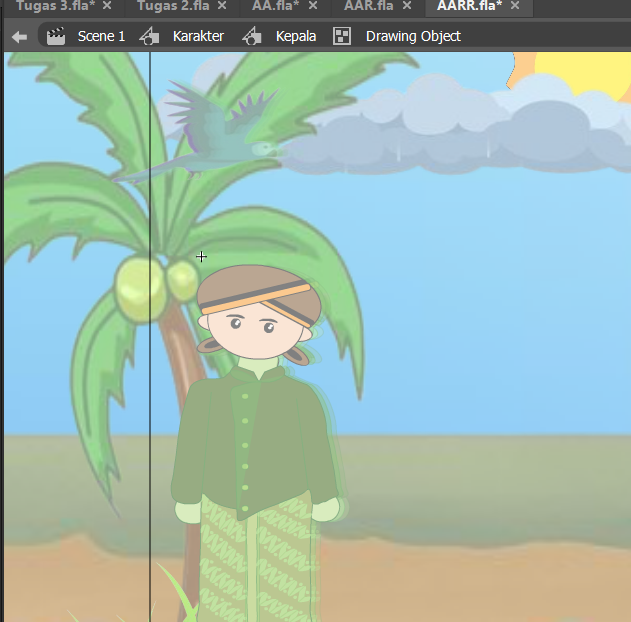 Tugas 3.fla* Tugas 2.fla AA.fla* AAR.fla AARR.fla*
Scene 1 Karakter Kepala Drawing Object